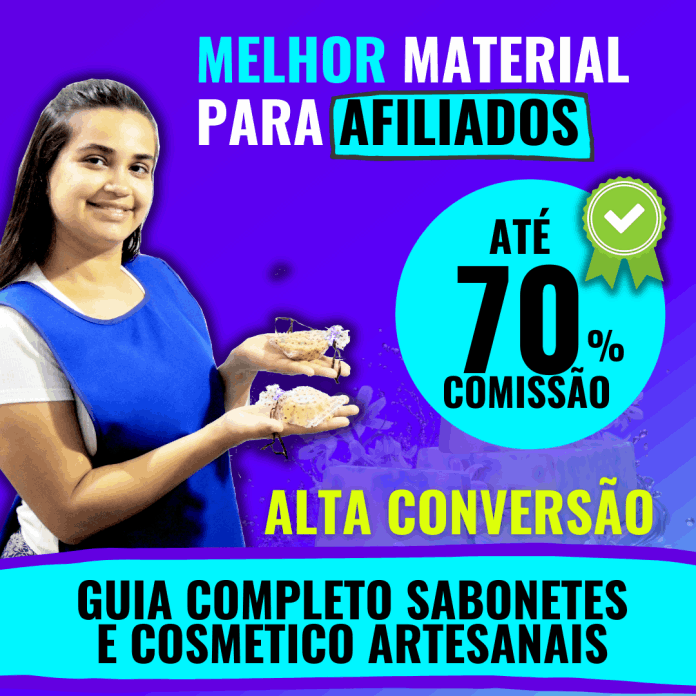 MELHOR MATERIAL
PARA AFILIADOS
ATÉ
70%
COMISSÃO
ALTA CONVERSÃO
GUIA COMPLETO SABONETES
E COSMETICO ARTESANAIS